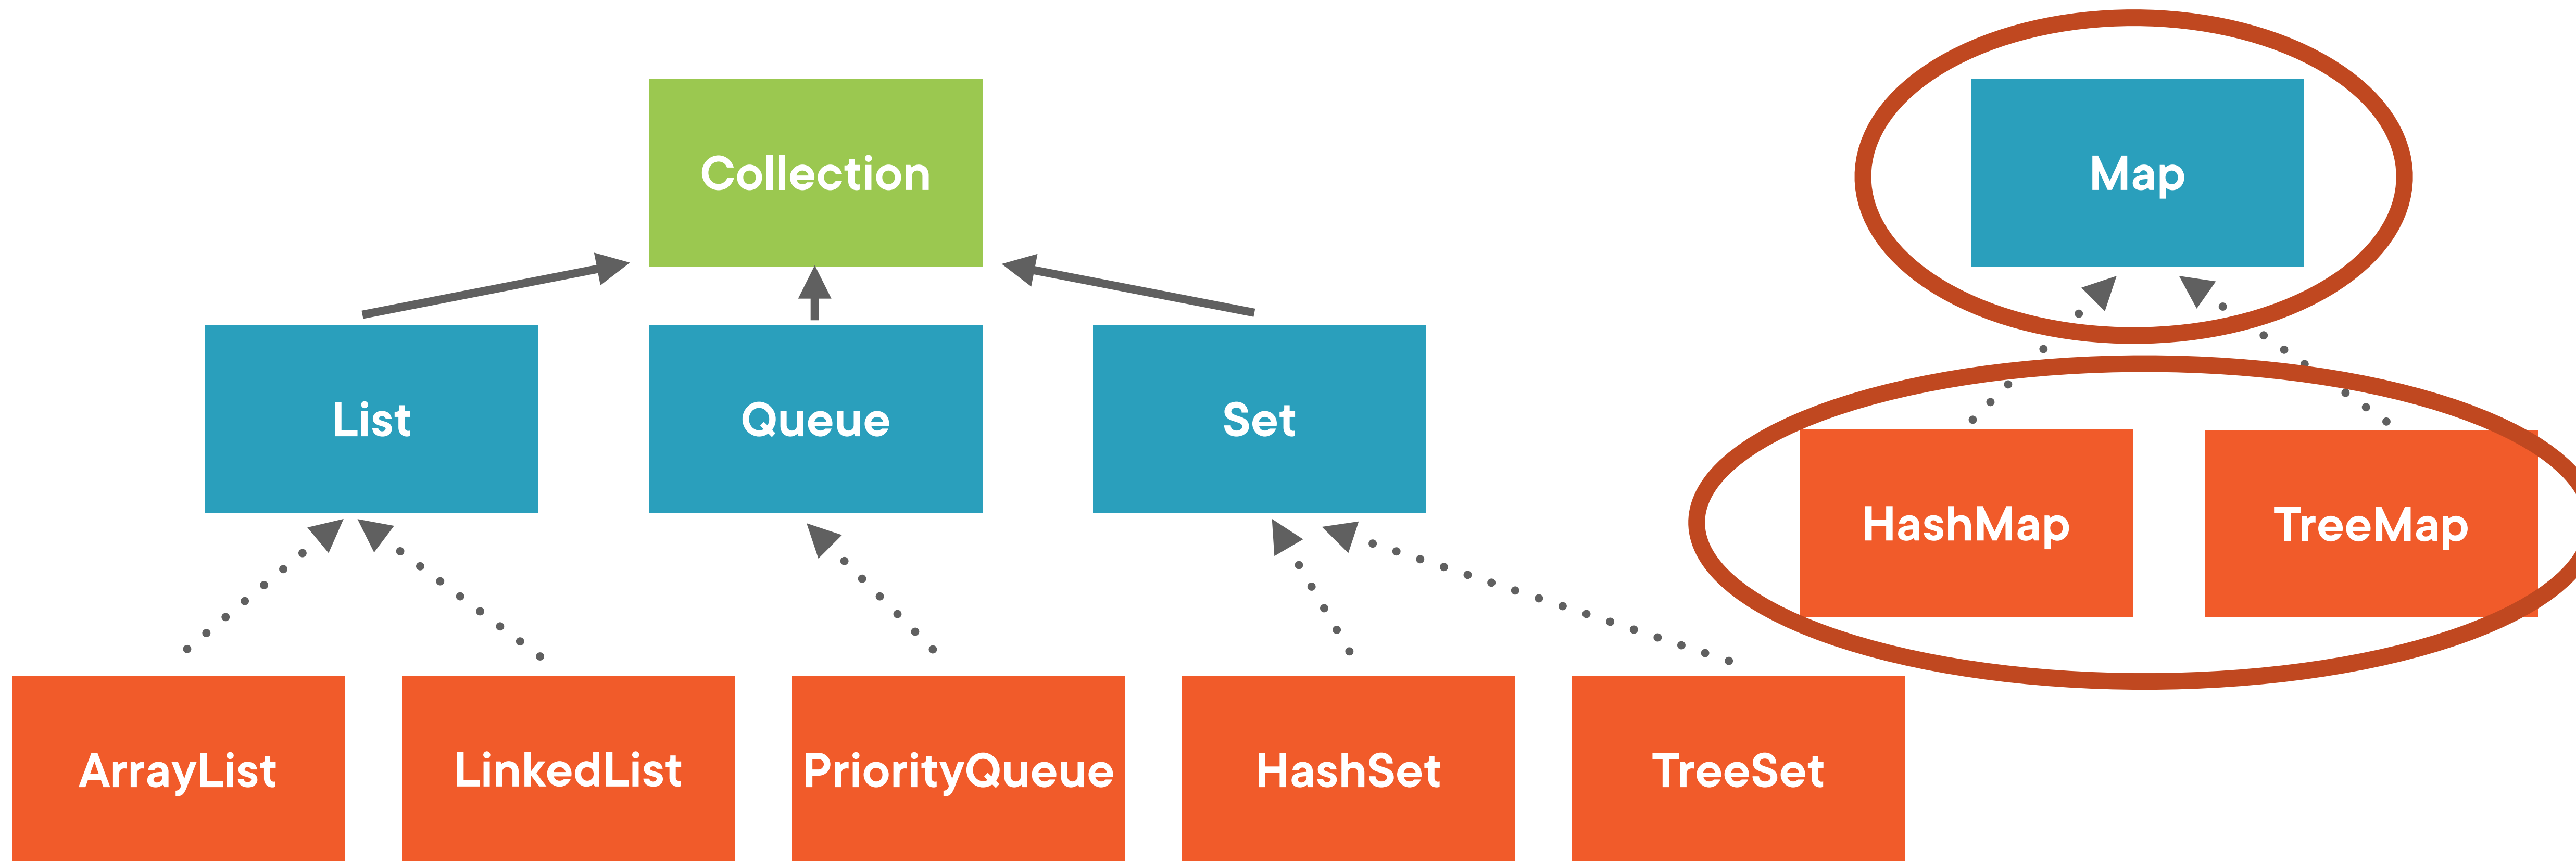 Collection
Map
List
Queue
Set
HashMap
TreeMap
ArrayList
LinkedList
PriorityQueue
HashSet
TreeSet